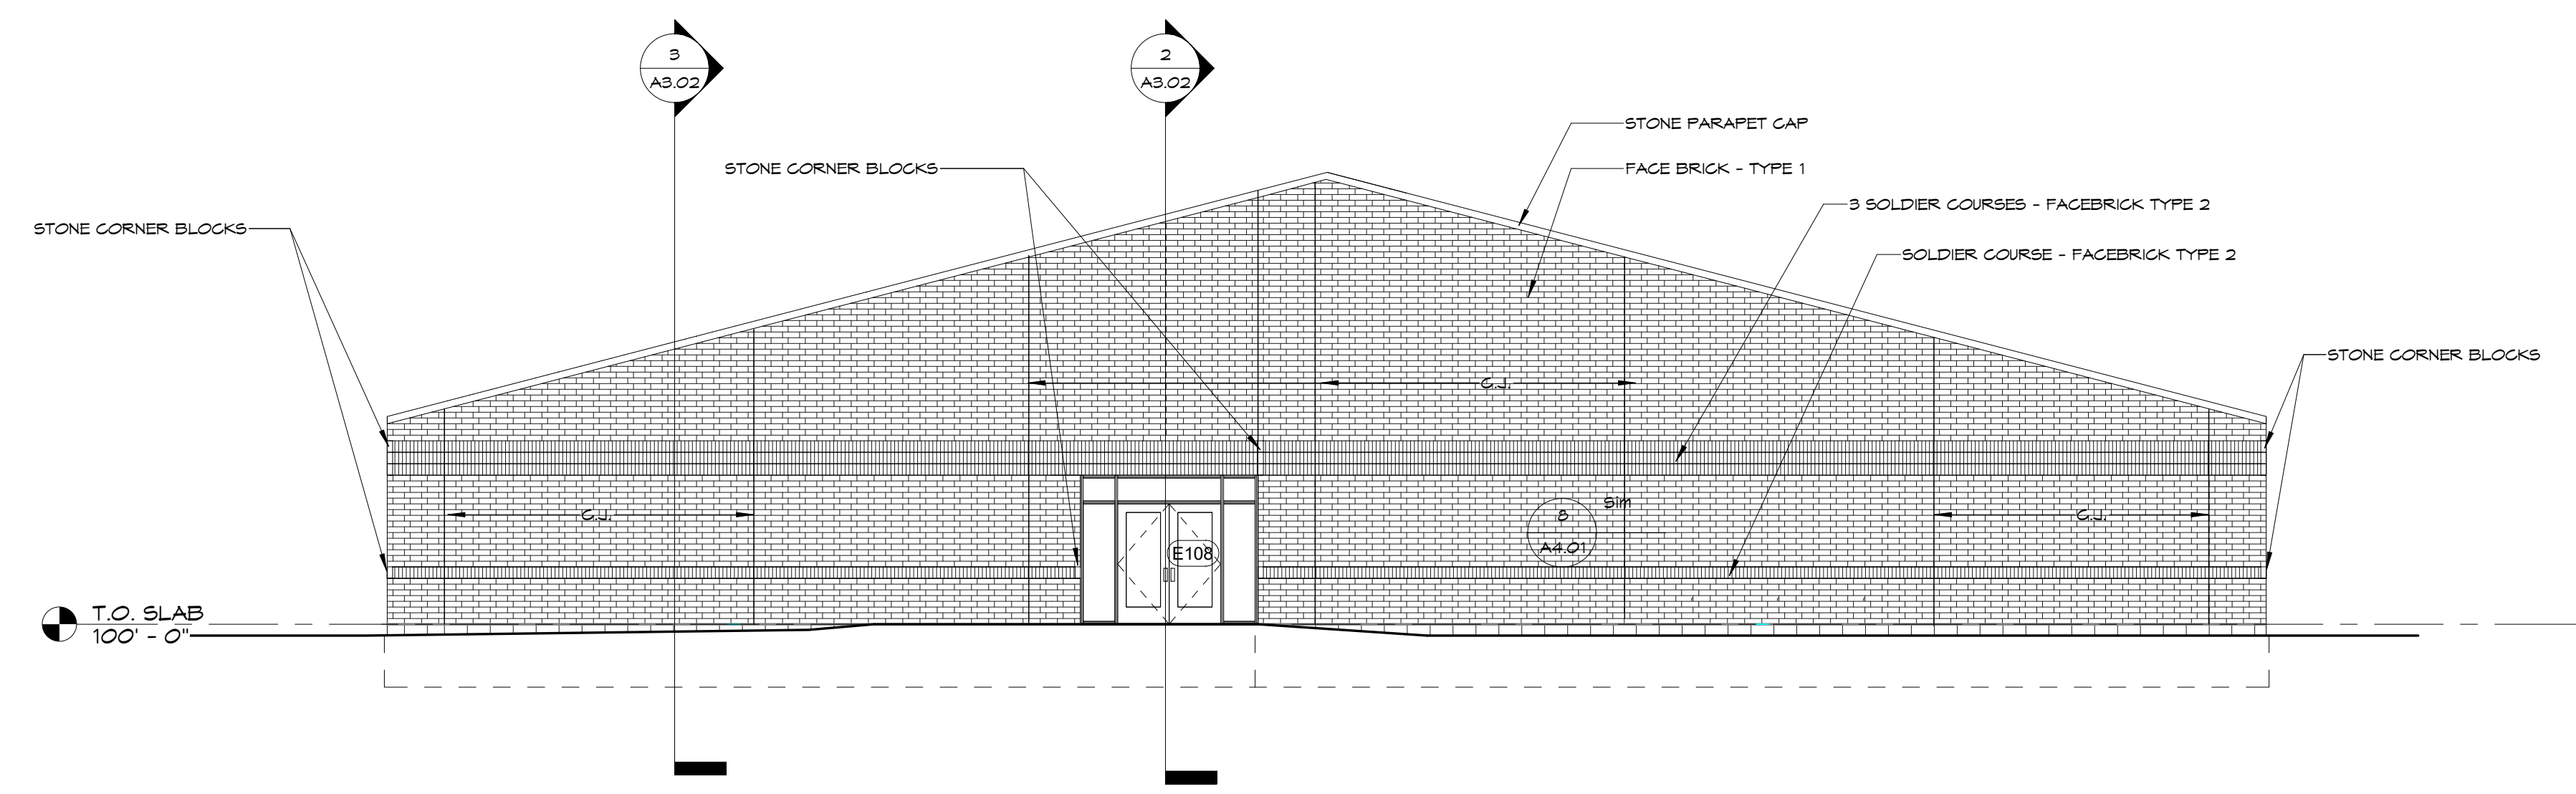 3
A3.02
2
A3.02
STONE PARAPET CAP
STONE CORNER BLOCKS
FACE BRICK - TYPE 1
3 SOLDIER COURSES - FACEBRICK TYPE 2
STONE CORNER BLOCKS
SOLDIER COURSE - FACEBRICK TYPE 2
STONE CORNER BLOCKS
C.J.
Sim
8
A4.01
C.J.
C.J.
E108
T.O. SLAB
100' - 0"